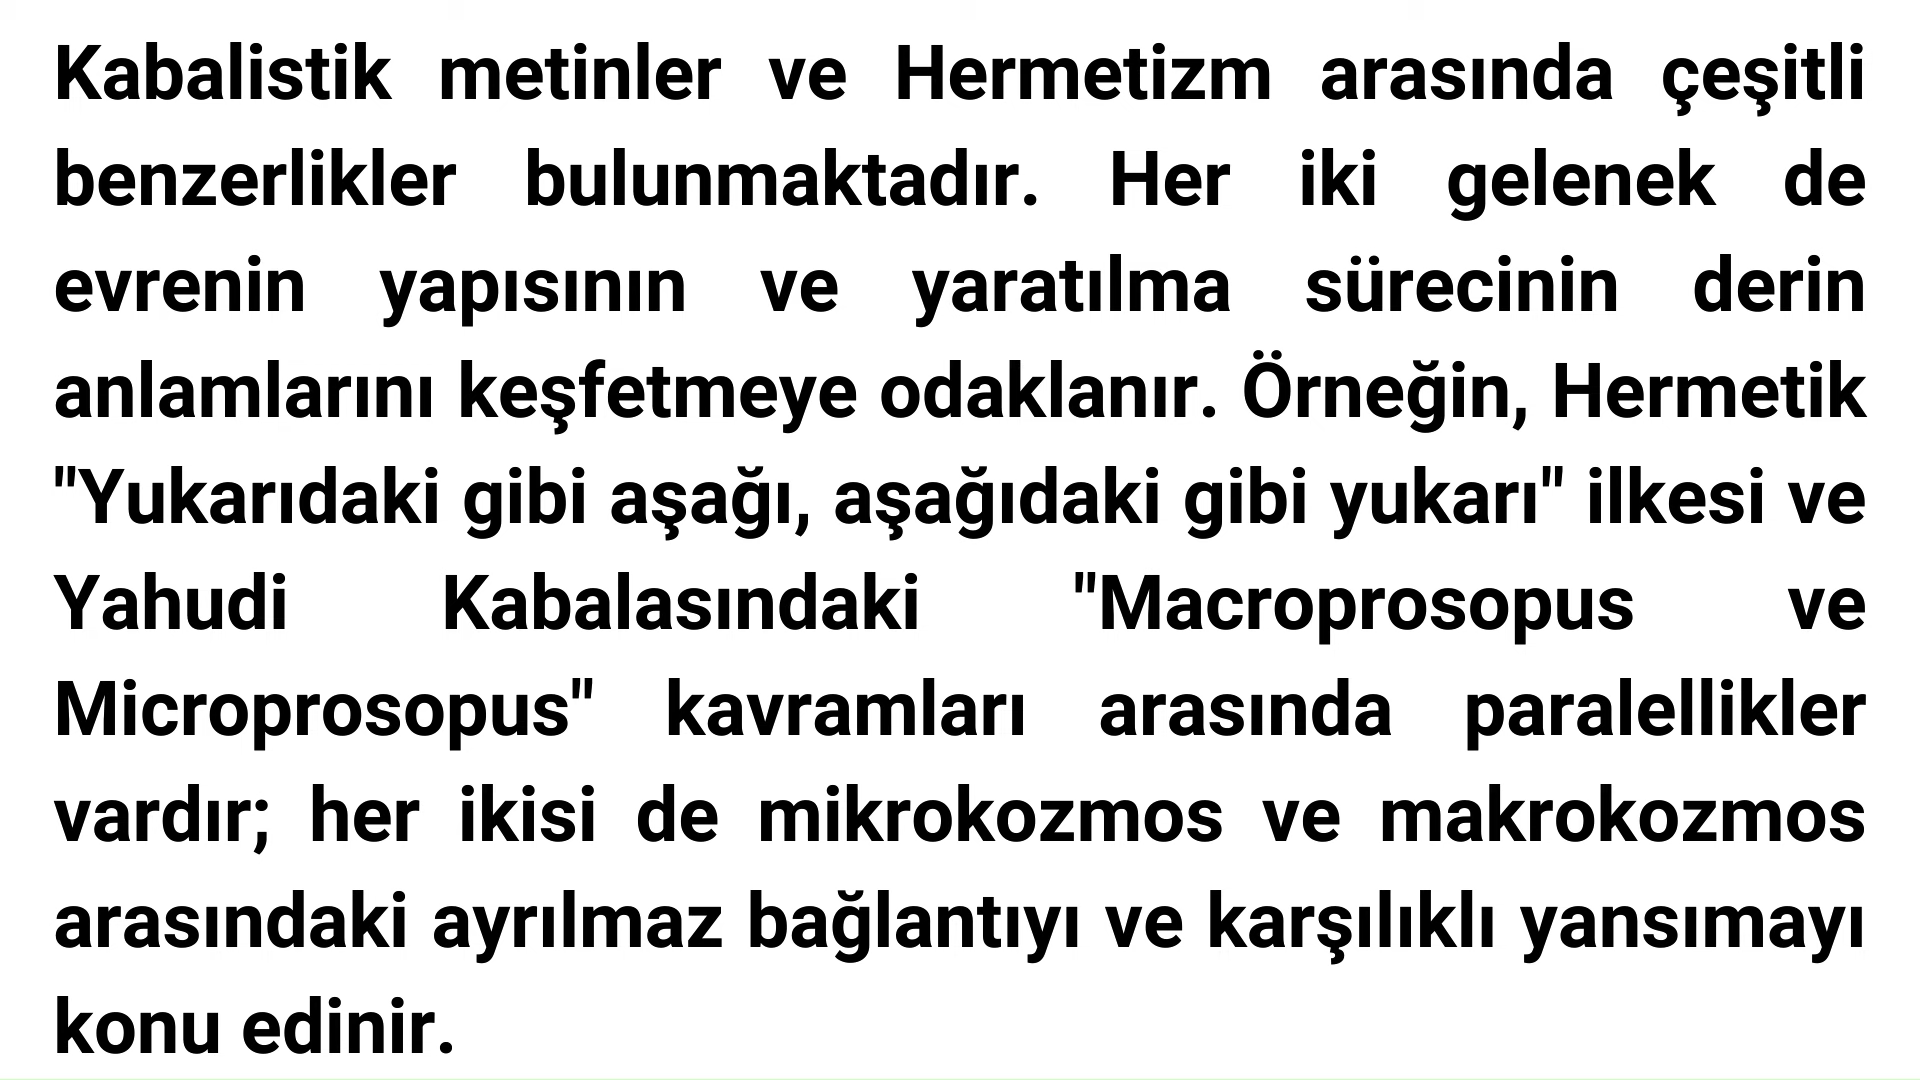 Kabalistik metinler ve Hermetizm arasında çeşitli
benzerlikler bulunmaktadır. Her iki gelenek de
evrenin yapısının ve yaratılma sürecinin derin
anlamlarını keşfetmeye odaklanır. Örneğin, Hermetik
"Yukarıdaki gibi aşağı, aşağıdaki gibi yukarı" ilkesi ve
Yahudi Kabalasındaki "Macroprosopus ve
Microprosopus" kavramları arasında paralellikler
vardır; her ikisi de mikrokozmos ve makrokozmos
arasındaki ayrılmaz bağlantıyı ve karşılıklı yansımayı
konu edinir.